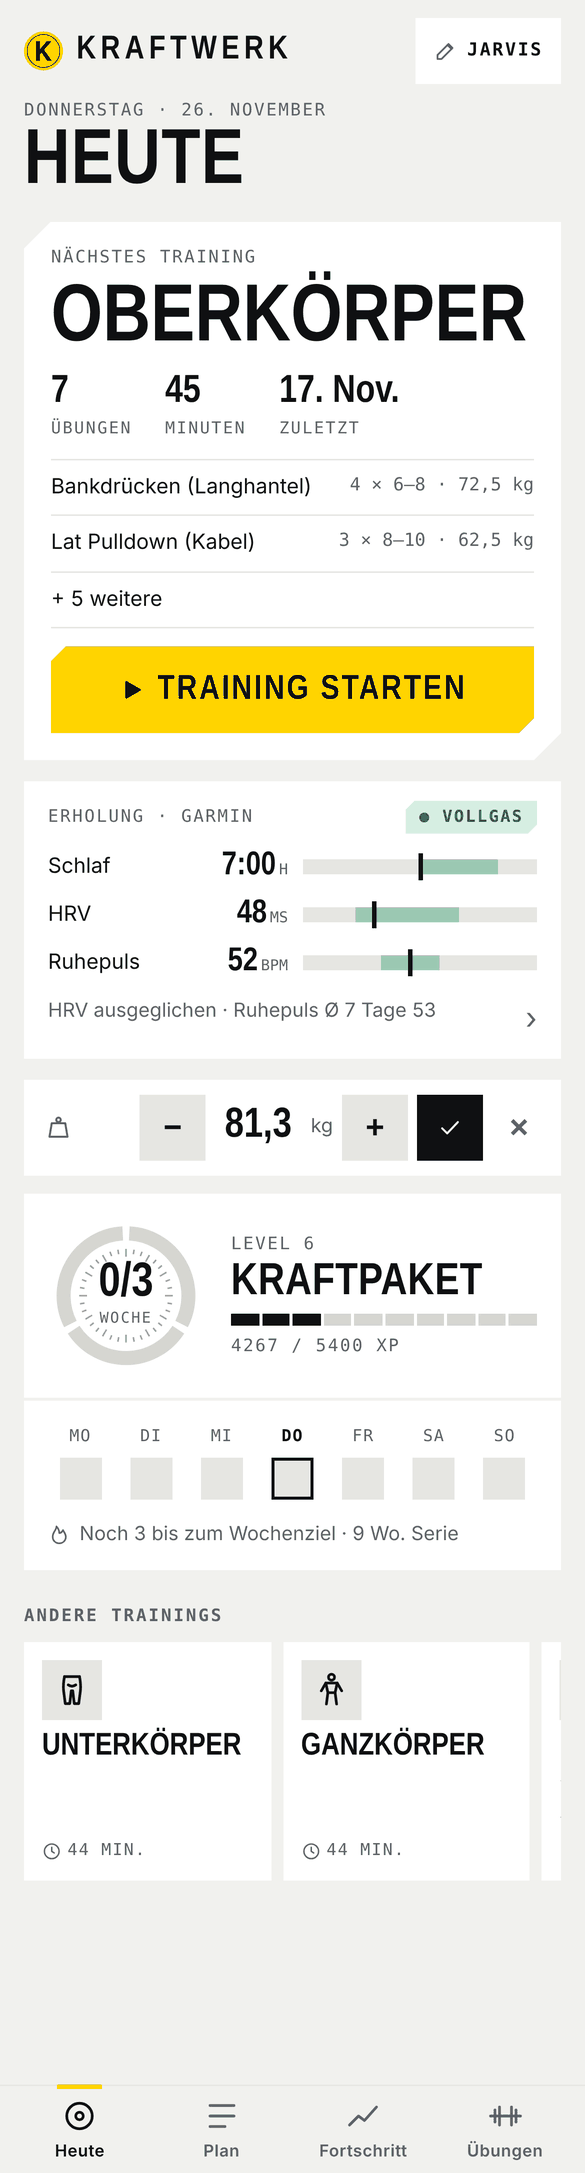 K KRAFTWERK
JARVIS
DONNERSTAG · 26. NOVEMBER
HEUTE
NÄCHSTES TRAINING
OBERKÖRPER
7 45 17. Nov.
ÜBUNGEN MINUTEN ZULETZT
Bankdrücken (Langhantel) 4 × 6–8 · 72,5 kg
Lat Pulldown (Kabel) 3 × 8–10 · 62,5 kg
+ 5 weitere
TRAINING STARTEN
ERHOLUNG · GARMIN VOLLGAS
Schlaf 7:00 H
HRV 48 MS
Ruhepuls 52 BPM
HRV ausgeglichen · Ruhepuls Ø 7 Tage 53
− 81,3 kg +
0/3
WOCHE
LEVEL 6
KRAFTPAKET
4267 / 5400 XP
MO DI MI DO FR SA SO
Noch 3 bis zum Wochenziel · 9 Wo. Serie
ANDERE TRAININGS
UNTERKÖRPER GANZKÖRPER
44 MIN. 44 MIN.
Heute Plan Fortschritt Übungen